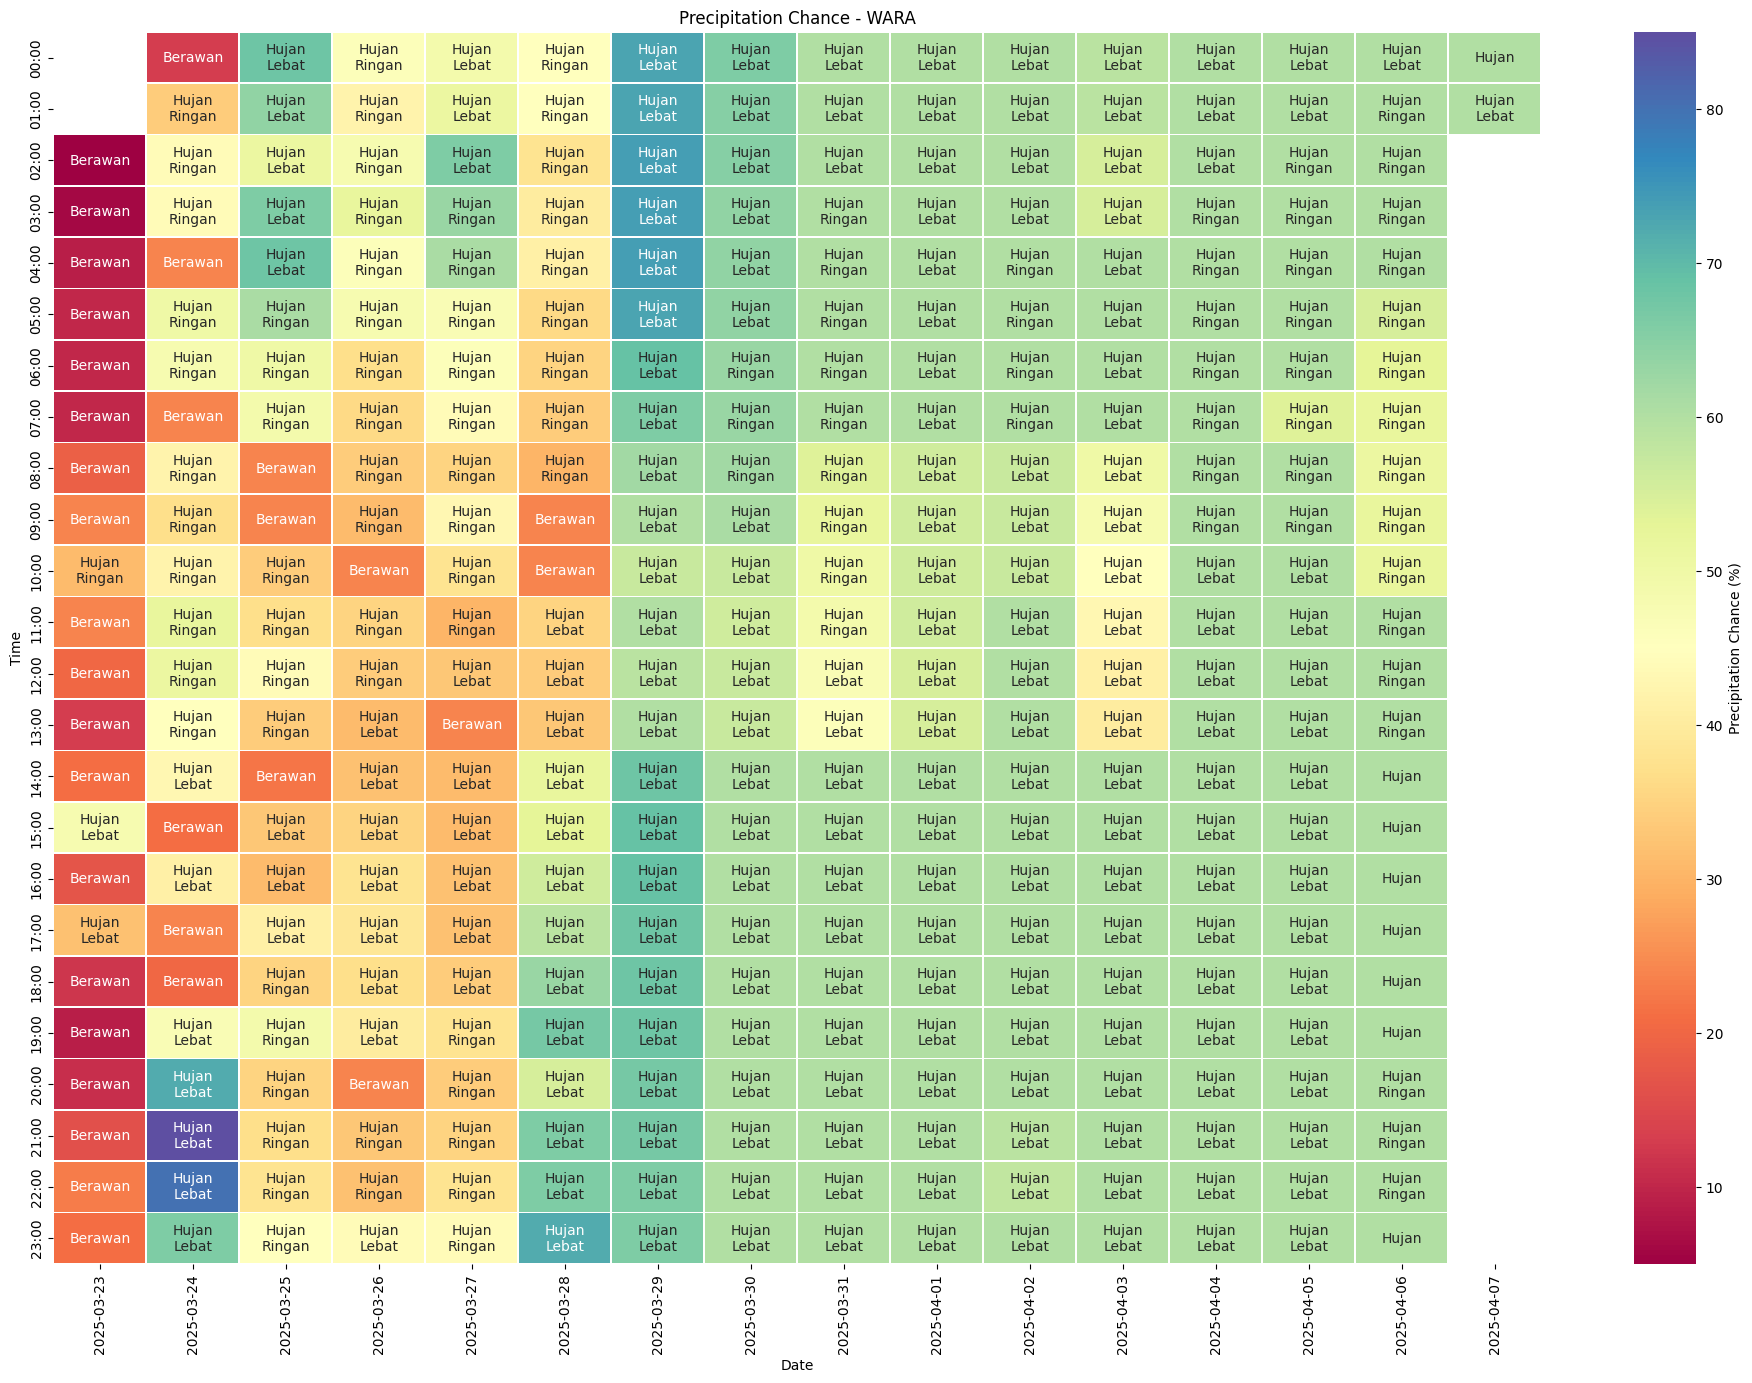 Precipitation Chance - WARA
00:00 Berawan Hujan Lebat Hujan Ringan Hujan Lebat Hujan Ringan Hujan Lebat Hujan Lebat Hujan Lebat Hujan Lebat Hujan Lebat Hujan Lebat Hujan Lebat Hujan Lebat Hujan Lebat Hujan
01:00 Hujan Ringan Hujan Lebat Hujan Ringan Hujan Lebat Hujan Ringan Hujan Lebat Hujan Lebat Hujan Lebat Hujan Lebat Hujan Lebat Hujan Lebat Hujan Lebat Hujan Lebat Hujan Ringan Hujan Lebat
02:00 Berawan Hujan Ringan Hujan Lebat Hujan Ringan Hujan Lebat Hujan Ringan Hujan Lebat Hujan Lebat Hujan Lebat Hujan Lebat Hujan Lebat Hujan Lebat Hujan Lebat Hujan Ringan Hujan Ringan
03:00 Berawan Hujan Ringan Hujan Lebat Hujan Ringan Hujan Ringan Hujan Ringan Hujan Lebat Hujan Lebat Hujan Ringan Hujan Lebat Hujan Lebat Hujan Lebat Hujan Ringan Hujan Ringan Hujan Ringan
04:00 Berawan Berawan Hujan Lebat Hujan Ringan Hujan Ringan Hujan Ringan Hujan Lebat Hujan Lebat Hujan Ringan Hujan Lebat Hujan Ringan Hujan Lebat Hujan Ringan Hujan Ringan Hujan Ringan
05:00 Berawan Hujan Ringan Hujan Ringan Hujan Ringan Hujan Ringan Hujan Ringan Hujan Lebat Hujan Lebat Hujan Ringan Hujan Lebat Hujan Ringan Hujan Lebat Hujan Ringan Hujan Ringan Hujan Ringan
06:00 Berawan Hujan Ringan Hujan Ringan Hujan Ringan Hujan Ringan Hujan Ringan Hujan Lebat Hujan Ringan Hujan Ringan Hujan Lebat Hujan Ringan Hujan Lebat Hujan Ringan Hujan Ringan Hujan Ringan
07:00 Berawan Berawan Hujan Ringan Hujan Ringan Hujan Ringan Hujan Ringan Hujan Lebat Hujan Ringan Hujan Ringan Hujan Lebat Hujan Ringan Hujan Lebat Hujan Ringan Hujan Ringan Hujan Ringan
08:00 Berawan Hujan Ringan Berawan Hujan Ringan Hujan Ringan Hujan Ringan Hujan Lebat Hujan Ringan Hujan Ringan Hujan Lebat Hujan Lebat Hujan Lebat Hujan Ringan Hujan Ringan Hujan Ringan
09:00 Berawan Hujan Ringan Berawan Hujan Ringan Hujan Ringan Berawan Hujan Lebat Hujan Lebat Hujan Ringan Hujan Lebat Hujan Lebat Hujan Lebat Hujan Ringan Hujan Ringan Hujan Ringan
10:00 Hujan Ringan Hujan Ringan Hujan Ringan Berawan Hujan Ringan Berawan Hujan Lebat Hujan Lebat Hujan Ringan Hujan Lebat Hujan Lebat Hujan Lebat Hujan Lebat Hujan Lebat Hujan Ringan
11:00 Berawan Hujan Ringan Hujan Ringan Hujan Ringan Hujan Ringan Hujan Lebat Hujan Lebat Hujan Lebat Hujan Ringan Hujan Lebat Hujan Lebat Hujan Lebat Hujan Lebat Hujan Lebat Hujan Ringan
12:00 Berawan Hujan Ringan Hujan Ringan Hujan Ringan Hujan Lebat Hujan Lebat Hujan Lebat Hujan Lebat Hujan Lebat Hujan Lebat Hujan Lebat Hujan Lebat Hujan Lebat Hujan Lebat Hujan Ringan
13:00 Berawan Hujan Ringan Hujan Ringan Hujan Lebat Berawan Hujan Lebat Hujan Lebat Hujan Lebat Hujan Lebat Hujan Lebat Hujan Lebat Hujan Lebat Hujan Lebat Hujan Lebat Hujan Ringan
14:00 Berawan Hujan Lebat Berawan Hujan Lebat Hujan Lebat Hujan Lebat Hujan Lebat Hujan Lebat Hujan Lebat Hujan Lebat Hujan Lebat Hujan Lebat Hujan Lebat Hujan Lebat Hujan
15:00 Hujan Lebat Berawan Hujan Lebat Hujan Lebat Hujan Lebat Hujan Lebat Hujan Lebat Hujan Lebat Hujan Lebat Hujan Lebat Hujan Lebat Hujan Lebat Hujan Lebat Hujan Lebat Hujan
16:00 Berawan Hujan Lebat Hujan Lebat Hujan Lebat Hujan Lebat Hujan Lebat Hujan Lebat Hujan Lebat Hujan Lebat Hujan Lebat Hujan Lebat Hujan Lebat Hujan Lebat Hujan Lebat Hujan
17:00 Hujan Lebat Berawan Hujan Lebat Hujan Lebat Hujan Lebat Hujan Lebat Hujan Lebat Hujan Lebat Hujan Lebat Hujan Lebat Hujan Lebat Hujan Lebat Hujan Lebat Hujan Lebat Hujan
18:00 Berawan Berawan Hujan Ringan Hujan Lebat Hujan Lebat Hujan Lebat Hujan Lebat Hujan Lebat Hujan Lebat Hujan Lebat Hujan Lebat Hujan Lebat Hujan Lebat Hujan Lebat Hujan
19:00 Berawan Hujan Lebat Hujan Ringan Hujan Lebat Hujan Ringan Hujan Lebat Hujan Lebat Hujan Lebat Hujan Lebat Hujan Lebat Hujan Lebat Hujan Lebat Hujan Lebat Hujan Lebat Hujan
20:00 Berawan Hujan Lebat Hujan Ringan Berawan Hujan Ringan Hujan Lebat Hujan Lebat Hujan Lebat Hujan Lebat Hujan Lebat Hujan Lebat Hujan Lebat Hujan Lebat Hujan Lebat Hujan Ringan
21:00 Berawan Hujan Lebat Hujan Ringan Hujan Ringan Hujan Ringan Hujan Lebat Hujan Lebat Hujan Lebat Hujan Lebat Hujan Lebat Hujan Lebat Hujan Lebat Hujan Lebat Hujan Lebat Hujan Ringan
22:00 Berawan Hujan Lebat Hujan Ringan Hujan Ringan Hujan Ringan Hujan Lebat Hujan Lebat Hujan Lebat Hujan Lebat Hujan Lebat Hujan Lebat Hujan Lebat Hujan Lebat Hujan Lebat Hujan Ringan
23:00 Berawan Hujan Lebat Hujan Ringan Hujan Lebat Hujan Ringan Hujan Lebat Hujan Lebat Hujan Lebat Hujan Lebat Hujan Lebat Hujan Lebat Hujan Lebat Hujan Lebat Hujan Lebat Hujan
Time
2025-03-23 2025-03-24 2025-03-25 2025-03-26 2025-03-27 2025-03-28 2025-03-29 2025-03-30 2025-03-31 2025-04-01 2025-04-02 2025-04-03 2025-04-04 2025-04-05 2025-04-06 2025-04-07
Date
80
70
60
50
40
30
20
10
Precipitation Chance (%)